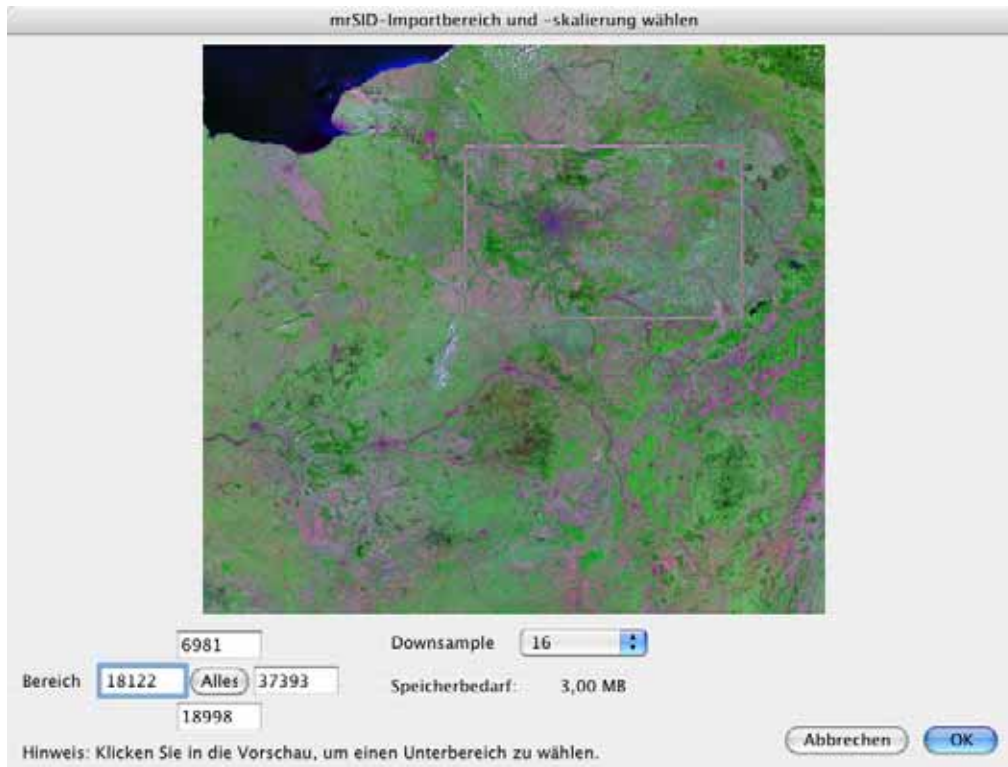 mrSID-Importbereich und -skalierung wählen
6981
Downsample 16
Bereich 18122 Alles 37393
Speicherbedarf: 3,00 MB
18998
Hinweis: Klicken Sie in die Vorschau, um einen Unterbereich zu wählen.
Abbrechen OK